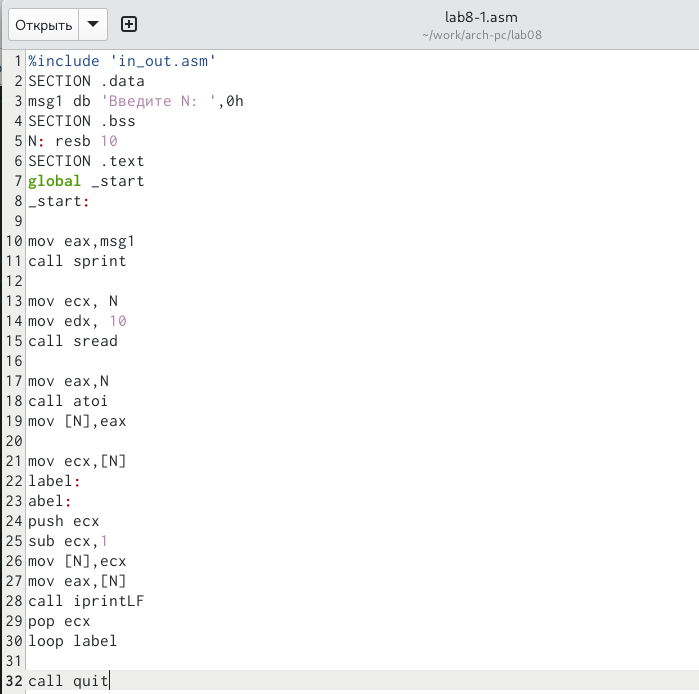 Открыть
lab8-1.asm
~/work/arch-pc/lab08
1 %include 'in_out.asm'
2 SECTION .data
3 msg1 db 'Введите N: ',0h
4 SECTION .bss
5 N: resb 10
6 SECTION .text
7 global _start
8 _start:
9
10 mov eax,msg1
11 call sprint
12
13 mov ecx, N
14 mov edx, 10
15 call sread
16
17 mov eax,N
18 call atoi
19 mov [N],eax
20
21 mov ecx,[N]
22 label:
23 abel:
24 push ecx
25 sub ecx,1
26 mov [N],ecx
27 mov eax,[N]
28 call iprintLF
29 pop ecx
30 loop label
31
32 call quit